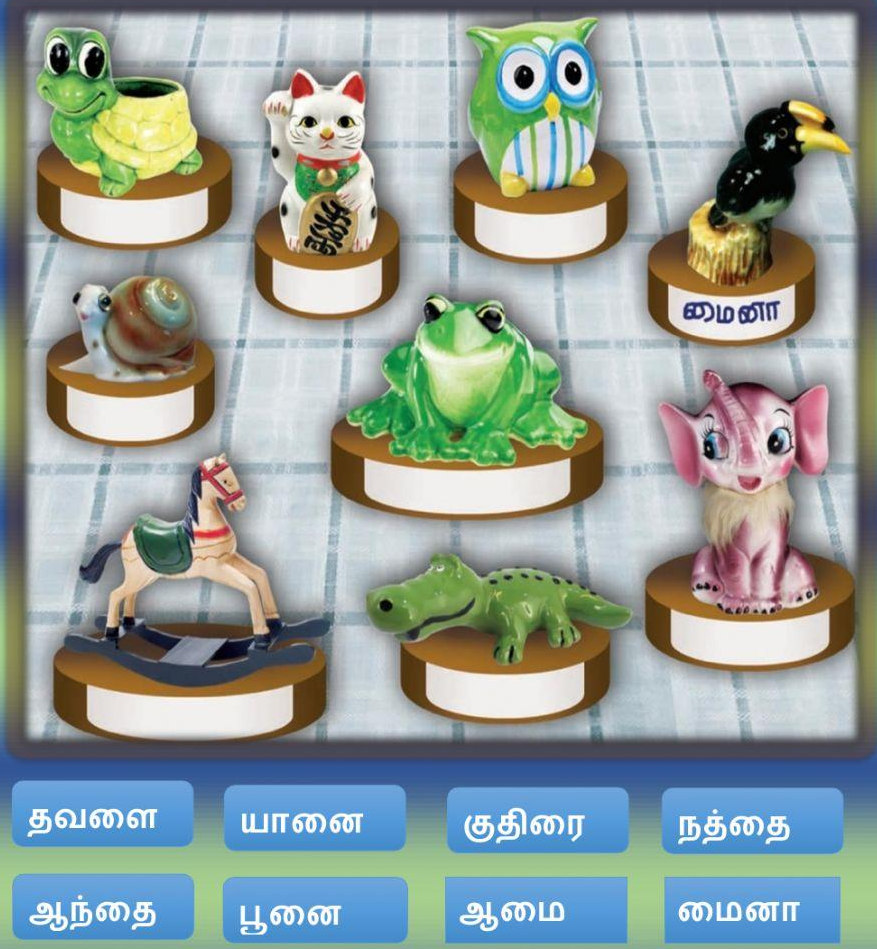 மைனா
தவளை யானை குதிரை நத்தை
ஆந்தை பூனை ஆமை மைனா